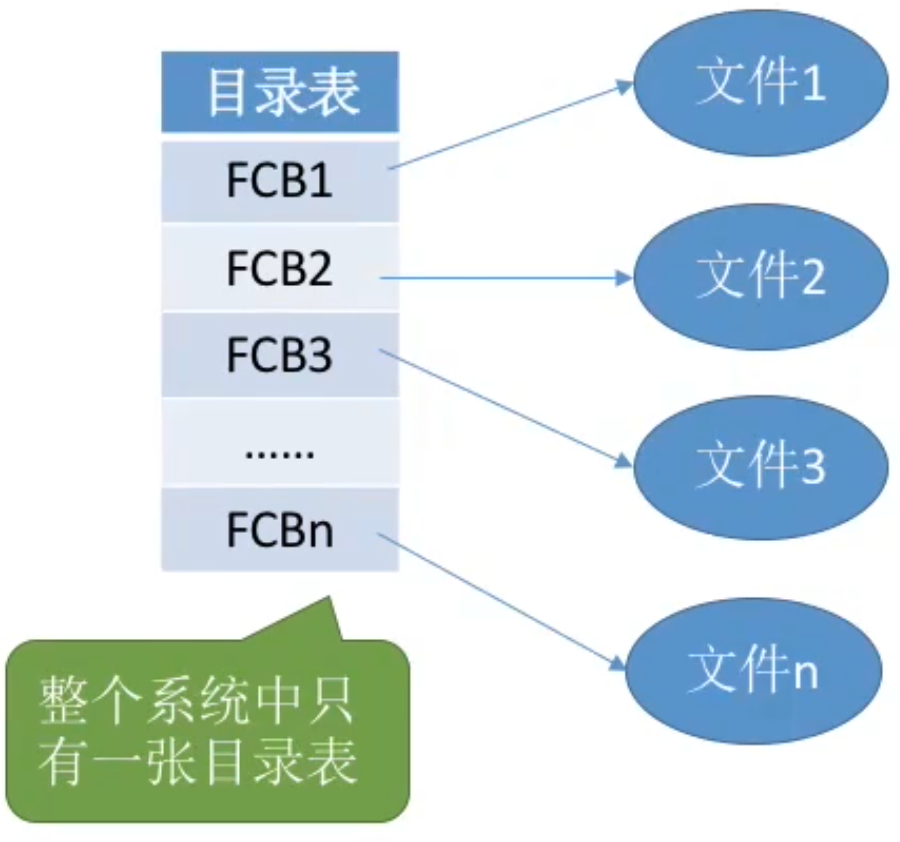 目录表
FCB1
FCB2
FCB3
......
FCBn
文件1
文件2
文件3
文件n
整个系统中只
有一张目录表